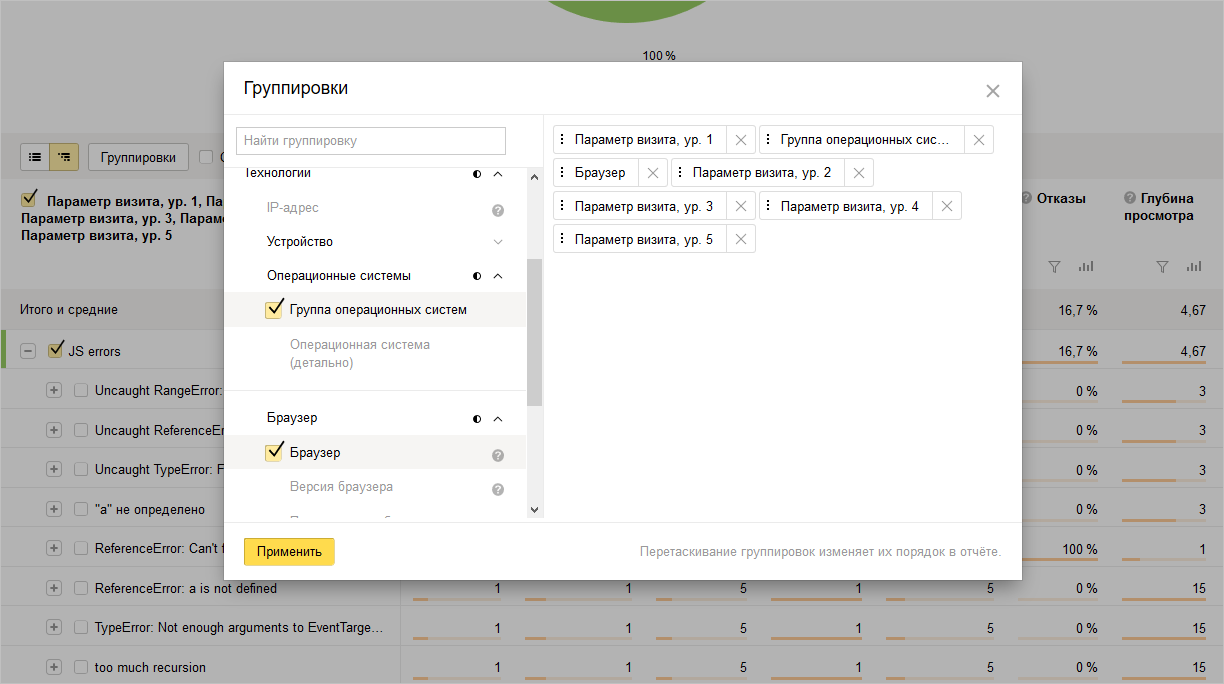 100 %
Группировки
Найти группировку
Технологии
IP-адрес
Устройство
Операционные системы
Группа операционных систем
Операционная система
(детально)
Браузер
Браузер
Версия браузера
Параметр визита, ур. 1
Группа операционных сис...
Браузер
Параметр визита, ур. 2
Параметр визита, ур. 3
Параметр визита, ур. 4
Параметр визита, ур. 5
Применить
Перетаскивание группировок изменяет их порядок в отчёте.
Группировки
Параметр визита, ур. 1, Па
Параметр визита, ур. 3, Парам
Параметр визита, ур. 5
Отказы
Глубина
просмотра
Итого и средние 16,7 % 4,67
JS errors 16,7 % 4,67
Uncaught RangeError: 0 % 3
Uncaught ReferenceEr 0 % 3
Uncaught TypeError: F 0 % 3
"a" не определено 0 % 3
ReferenceError: Can't f 100 % 1
ReferenceError: a is not defined 1 1 5 1 5 0 % 15
TypeError: Not enough arguments to EventTarge... 1 1 5 1 5 0 % 15
too much recursion 1 1 5 1 5 0 % 15